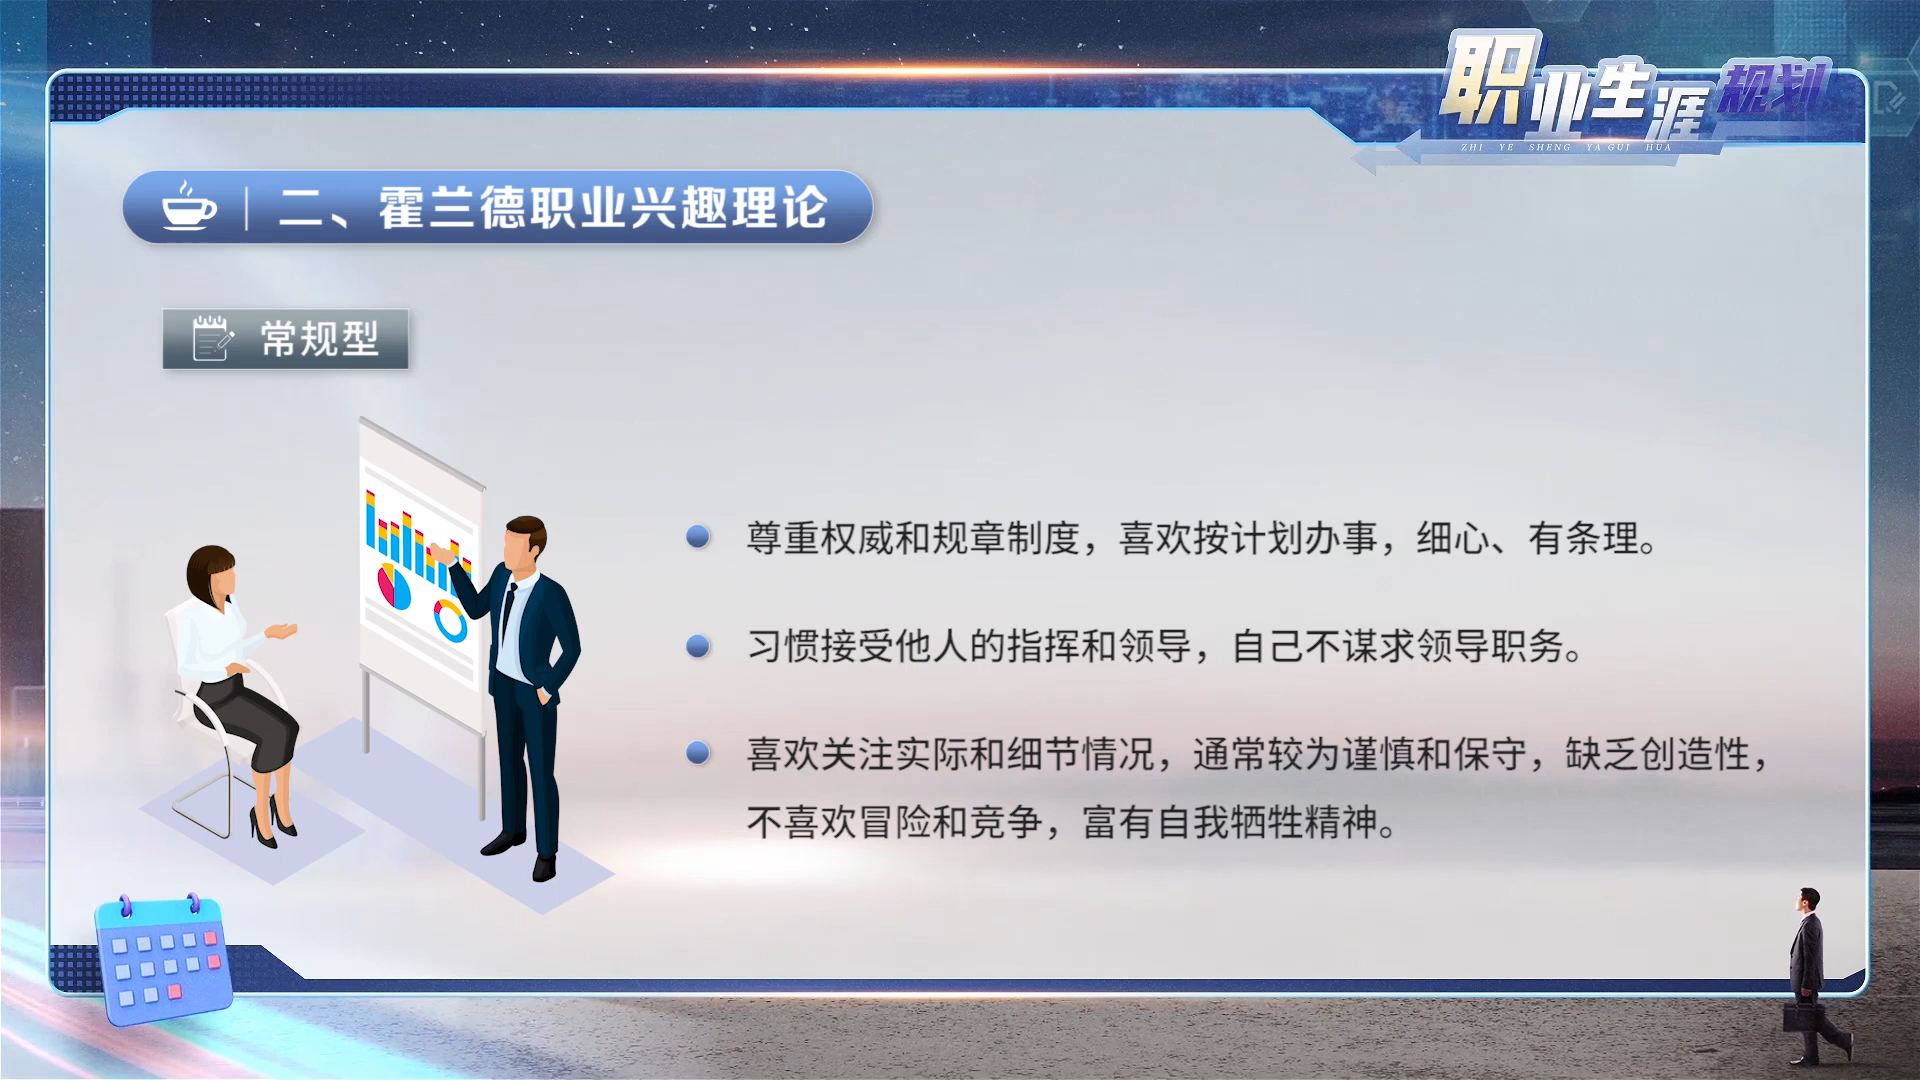 职业生涯规划
ZHI YE SHENG YA GUI HUA
二、霍兰德职业兴趣理论
常规型
尊重权威和规章制度，喜欢按计划办事，细心、有条理。
习惯接受他人的指挥和领导，自己不谋求领导职务。
喜欢关注实际和细节情况，通常较为谨慎和保守，缺乏创造性，
不喜欢冒险和竞争，富有自我牺牲精神。